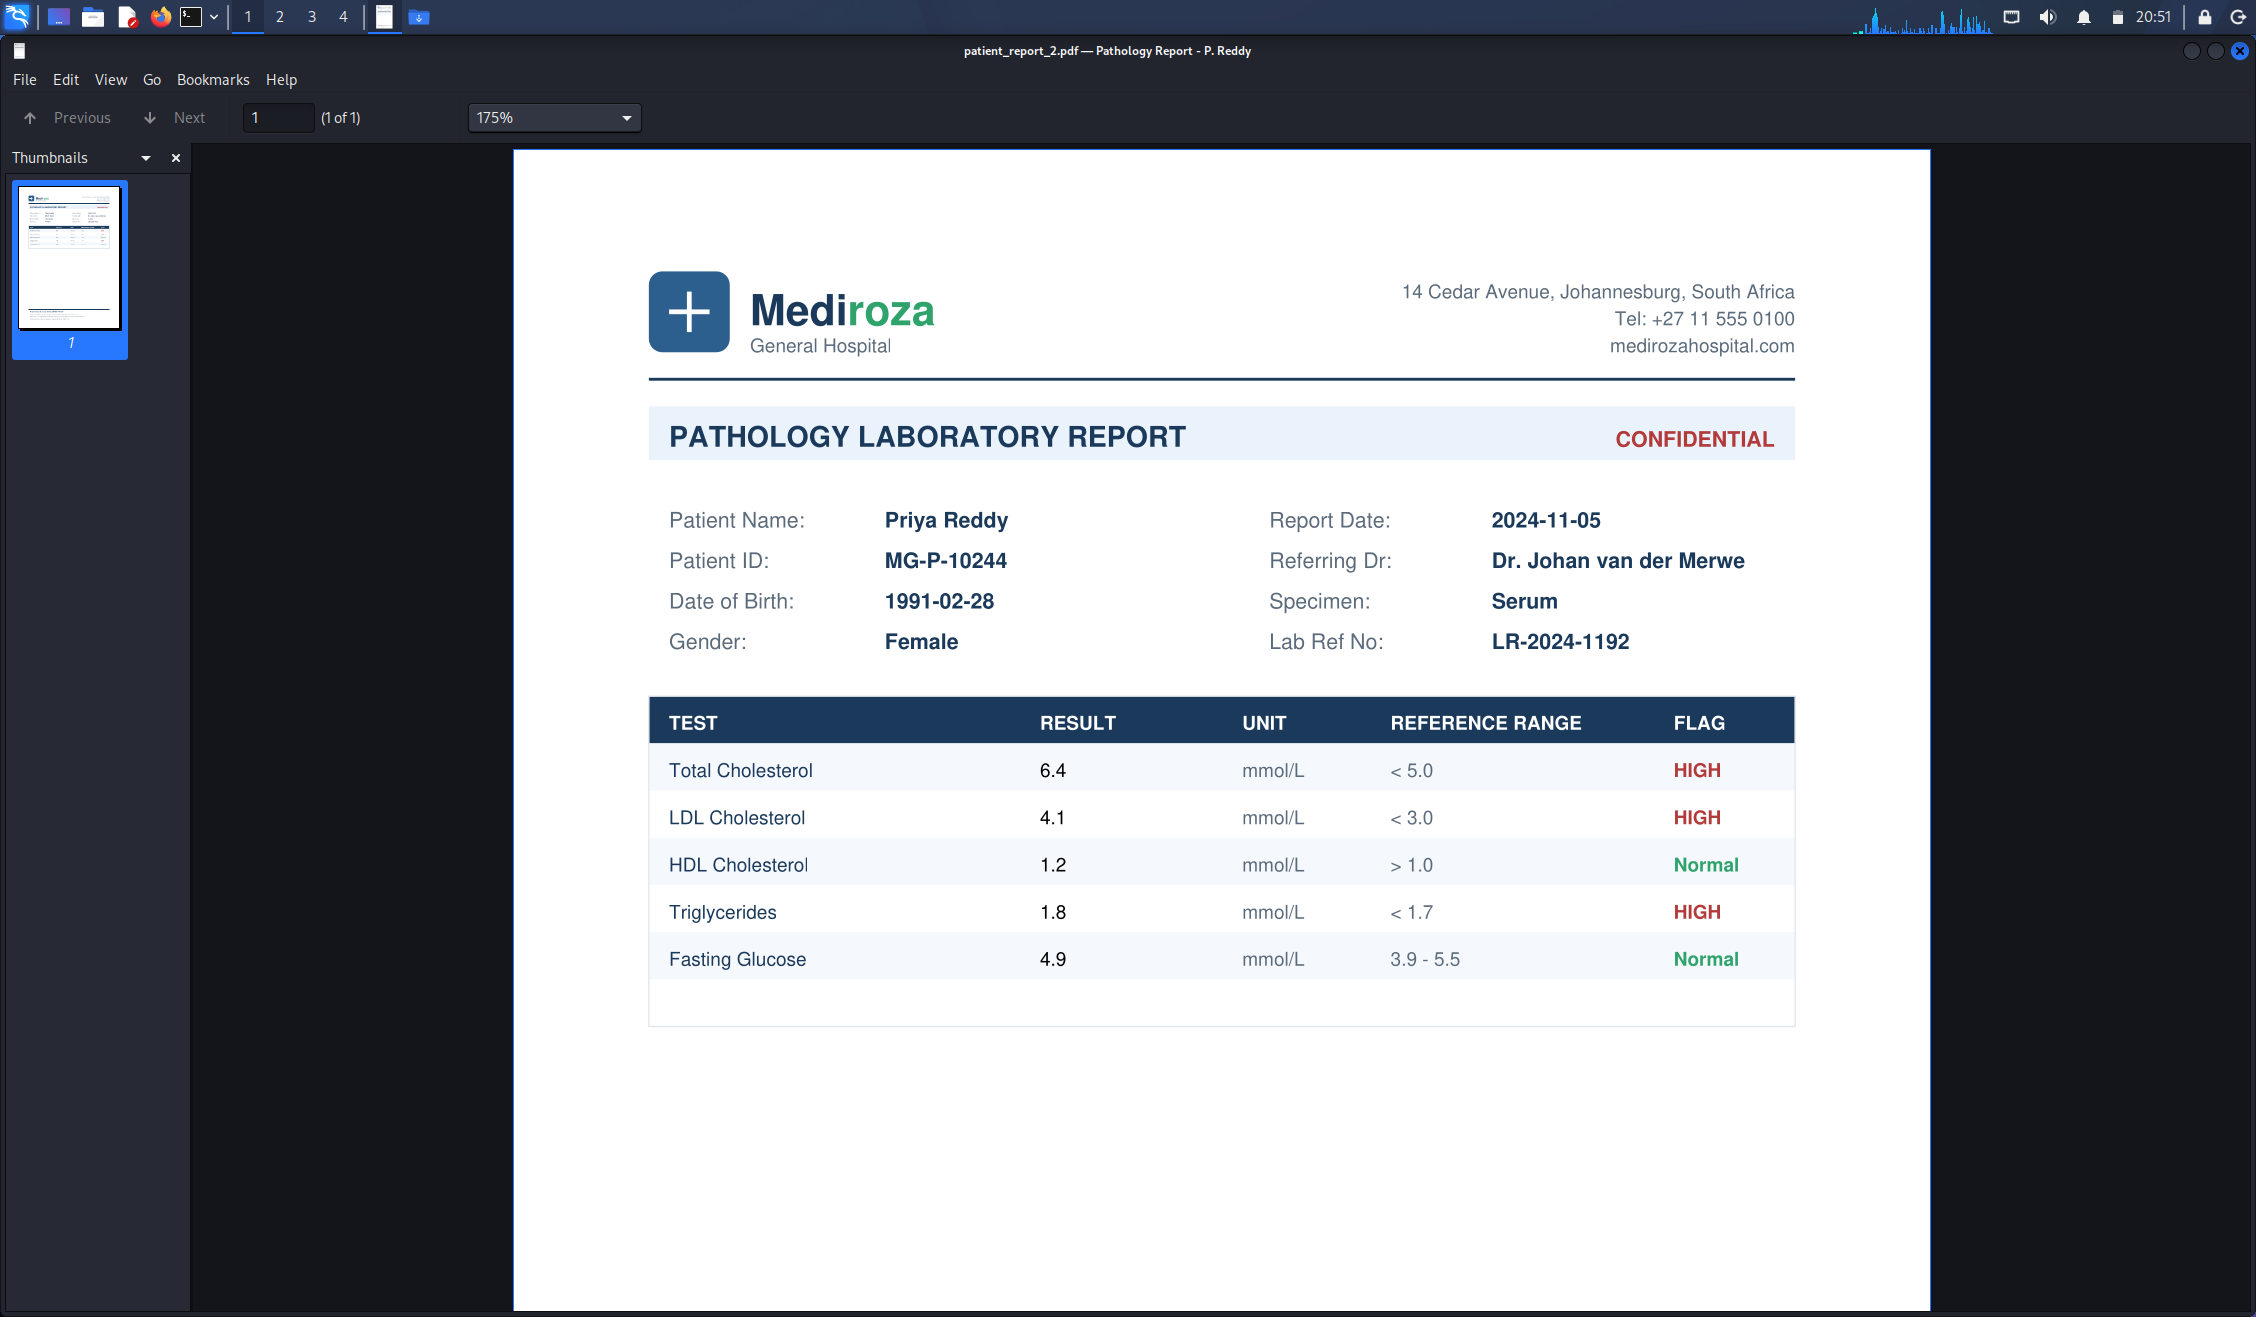 1 2 3 4 20:51
patient_report_2.pdf — Pathology Report - P. Reddy
File Edit View Go Bookmarks Help
Previous Next 1 (1 of 1) 175%
Thumbnails
1
Mediroza
General Hospital
14 Cedar Avenue, Johannesburg, South Africa
Tel: +27 11 555 0100
medirozahospital.com
PATHOLOGY LABORATORY REPORT CONFIDENTIAL
Patient Name: Priya Reddy Report Date: 2024-11-05
Patient ID: MG-P-10244 Referring Dr: Dr. Johan van der Merwe
Date of Birth: 1991-02-28 Specimen: Serum
Gender: Female Lab Ref No: LR-2024-1192
TEST RESULT UNIT REFERENCE RANGE FLAG
Total Cholesterol 6.4 mmol/L < 5.0 HIGH
LDL Cholesterol 4.1 mmol/L < 3.0 HIGH
HDL Cholesterol 1.2 mmol/L > 1.0 Normal
Triglycerides 1.8 mmol/L < 1.7 HIGH
Fasting Glucose 4.9 mmol/L 3.9 - 5.5 Normal